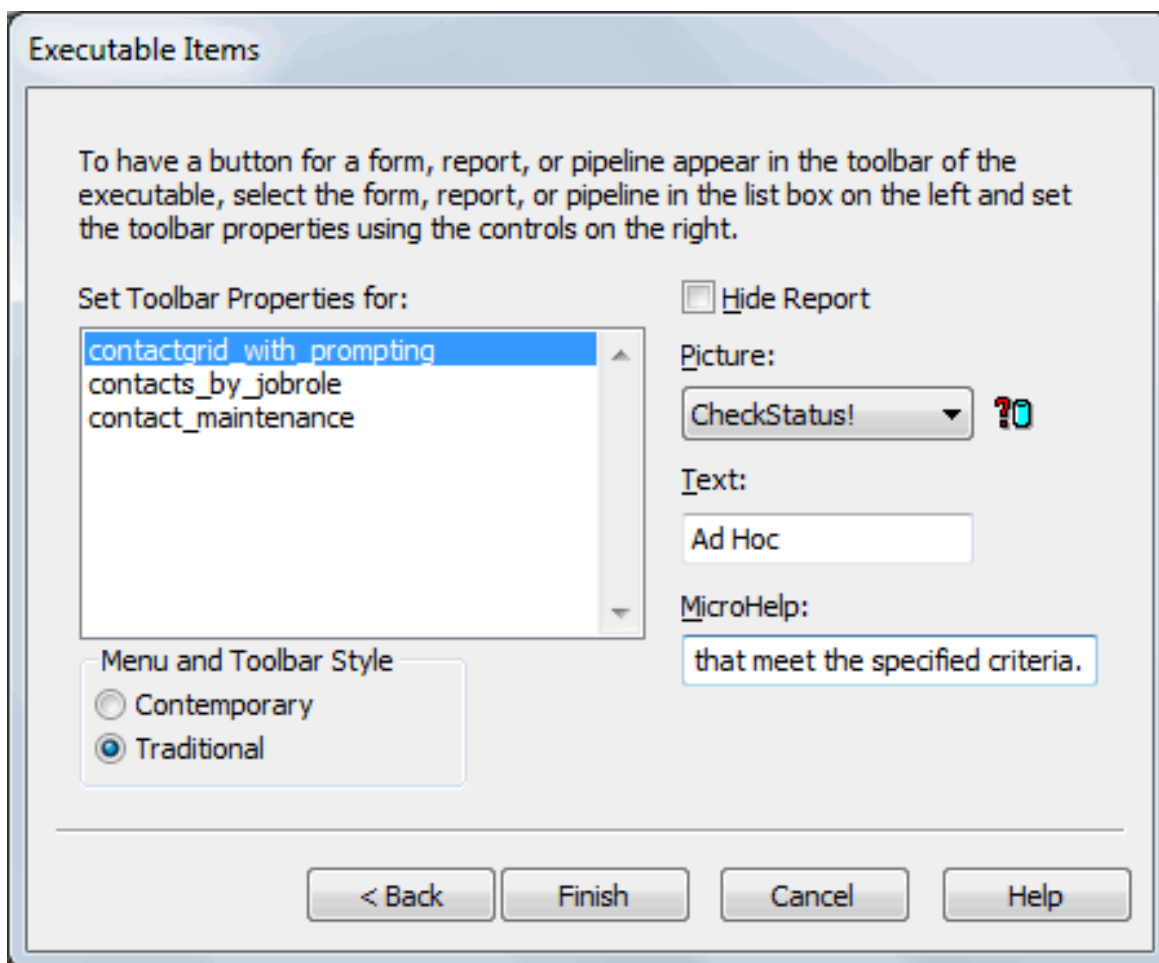 Executable Items
To have a button for a form, report, or pipeline appear in the toolbar of the
executable, select the form, report, or pipeline in the list box on the left and set
the toolbar properties using the controls on the right.
Set Toolbar Properties for:
contactgrid_with_prompting
contacts_by_jobrole
contact_maintenance
Menu and Toolbar Style
Contemporary
Traditional
Hide Report
Picture:
CheckStatus!
Text:
Ad Hoc
MicroHelp:
that meet the specified criteria.
< Back
Finish
Cancel
Help